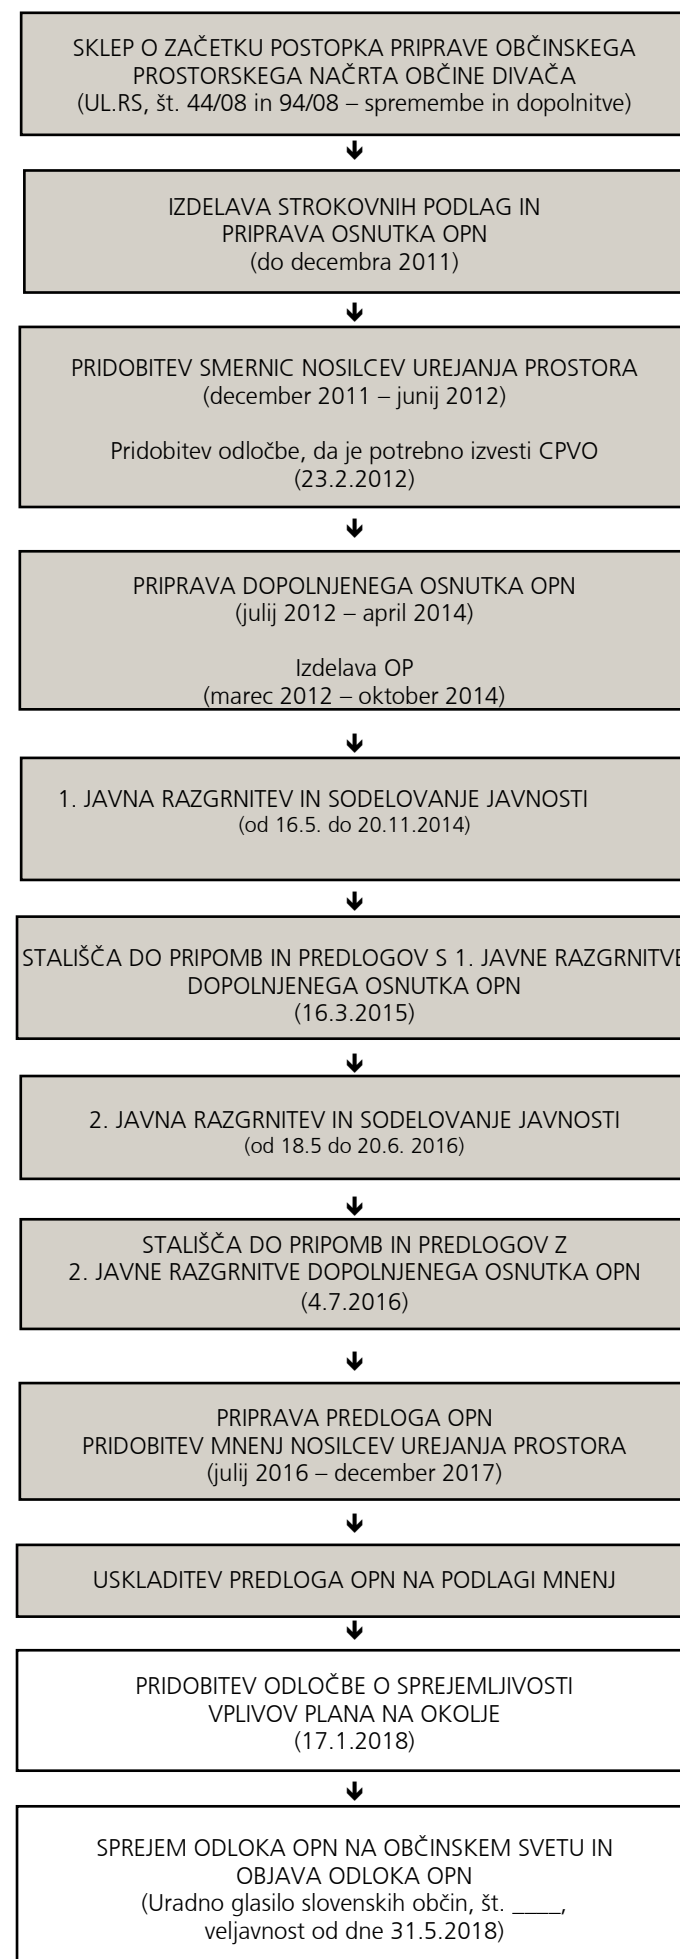 SKLEP O ZAČETKU POSTOPKA PRIPRAVE OBČINSKEGA
PROSTORSKEGA NAČRTA OBČINE DIVAČA
(UL.RS, št. 44/08 in 94/08 – spremembe in dopolnitve)
IZDELAVA STROKOVNIH PODLAG IN
PRIPRAVA OSNUTKA OPN
(do decembra 2011)
PRIDOBITEV SMERNIC NOSILCEV UREJANJA PROSTORA
(december 2011 – junij 2012)
Pridobitev odločbe, da je potrebno izvesti CPVO
(23.2.2012)
PRIPRAVA DOPOLNJENEGA OSNUTKA OPN
(julij 2012 – april 2014)
Izdelava OP
(marec 2012 – oktober 2014)
1. JAVNA RAZGRNITEV IN SODELOVANJE JAVNOSTI
(od 16.5. do 20.11.2014)
STALIŠČA DO PRIPOMB IN PREDLOGOV S 1. JAVNE RAZGRNITVE
DOPOLNJENEGA OSNUTKA OPN
(16.3.2015)
2. JAVNA RAZGRNITEV IN SODELOVANJE JAVNOSTI
(od 18.5 do 20.6. 2016)
STALIŠČA DO PRIPOMB IN PREDLOGOV Z
2. JAVNE RAZGRNITVE DOPOLNJENEGA OSNUTKA OPN
(4.7.2016)
PRIPRAVA PREDLOGA OPN
PRIDOBITEV MNENJ NOSILCEV UREJANJA PROSTORA
(julij 2016 – december 2017)
USKLADITEV PREDLOGA OPN NA PODLAGI MNENJ
PRIDOBITEV ODLOČBE O SPREJEMLJIVOSTI
VPLIVOV PLANA NA OKOLJE
(17.1.2018)
SPREJEM ODLOKA OPN NA OBČINSKEM SVETU IN
OBJAVA ODLOKA OPN
(Uradno glasilo slovenskih občin, št. ____,
veljavnost od dne 31.5.2018)